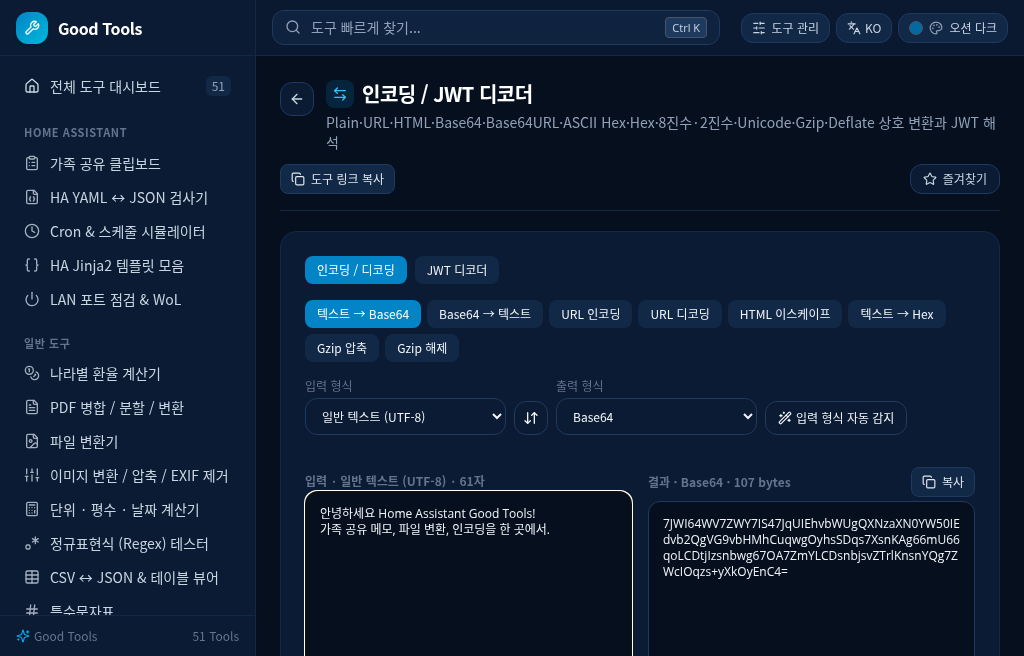 Good Tools
도구 빠르게 찾기...
Ctrl K
도구 관리
KO
오션 다크
전체 도구 대시보드
51
HOME ASSISTANT
가족 공유 클립보드
HA YAML ↔ JSON 검사기
Cron & 스케줄 시뮬레이터
HA Jinja2 템플릿 모음
LAN 포트 점검 & WoL
일반 도구
나라별 환율 계산기
PDF 병합 / 분할 / 변환
파일 변환기
이미지 변환 / 압축 / EXIF 제거
단위 · 평수 · 날짜 계산기
정규표현식 (Regex) 테스터
CSV ↔ JSON & 테이블 뷰어
특수문자표
Good Tools
51 Tools
인코딩 / JWT 디코더
Plain·URL·HTML·Base64·Base64URL·ASCII Hex·Hex·8진수·2진수·Unicode·Gzip·Deflate 상호 변환과 JWT 해
석
도구 링크 복사
즐겨찾기
인코딩 / 디코딩
JWT 디코더
텍스트 → Base64
Base64 → 텍스트
URL 인코딩
URL 디코딩
HTML 이스케이프
텍스트 → Hex
Gzip 압축
Gzip 해제
입력 형식
출력 형식
일반 텍스트 (UTF-8)
Base64
입력 형식 자동 감지
입력 · 일반 텍스트 (UTF-8) · 61자
결과 · Base64 · 107 bytes
복사
안녕하세요 Home Assistant Good Tools!
가족 공유 메모, 파일 변환, 인코딩을 한 곳에서.
7JWI64WV7ZWY7IS47JqUIEhvbWUgQXNzaXN0YW50IE
dvb2QgVG9vbHMhCuqwgOyhsSDqs7XsnKAg66mU66
qoLCDtjIzsnbwg67OA7ZmYLCDsnbjsvZTrlKnsnYQg7Z
WcIOqzs+yXkOyEnC4=